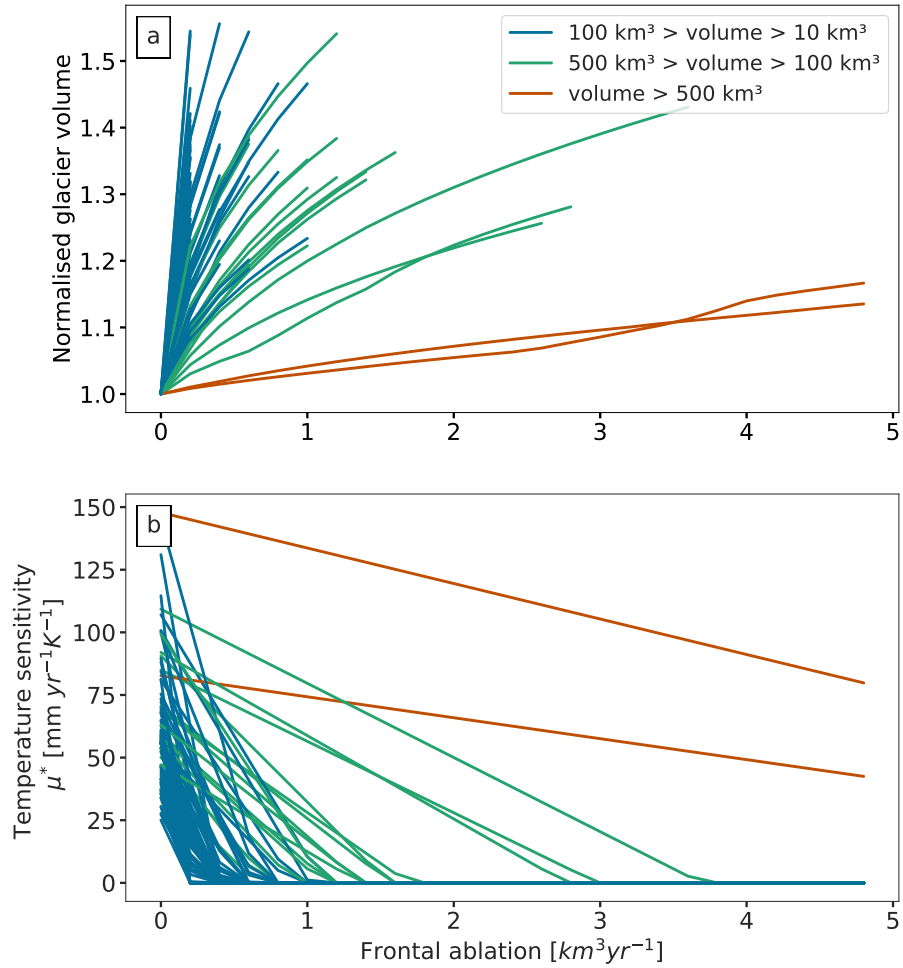 a
100 km³ > volume > 10 km³
500 km³ > volume > 100 km³
volume > 500 km³
Normalised glacier volume
1.5
1.4
1.3
1.2
1.1
1.0
0 1 2 3 4 5
b
Temperature sensitivity
μ* [mm yr⁻¹K⁻¹]
150
125
100
75
50
25
0
0 1 2 3 4 5
Frontal ablation [km³yr⁻¹]